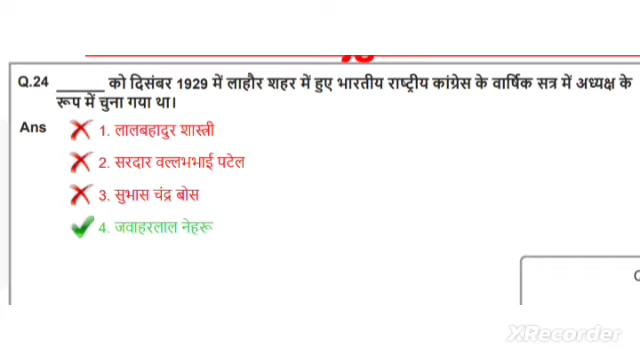 Q.24 ______ को दिसंबर 1929 में लाहौर शहर में हुए भारतीय राष्ट्रीय कांग्रेस के वार्षिक सत्र में अध्यक्ष के
रूप में चुना गया था।
Ans 1. लालबहादुर शास्त्री
2. सरदार वल्लभभाई पटेल
3. सुभास चंद्र बोस
4. जवाहरलाल नेहरू
XRecorder